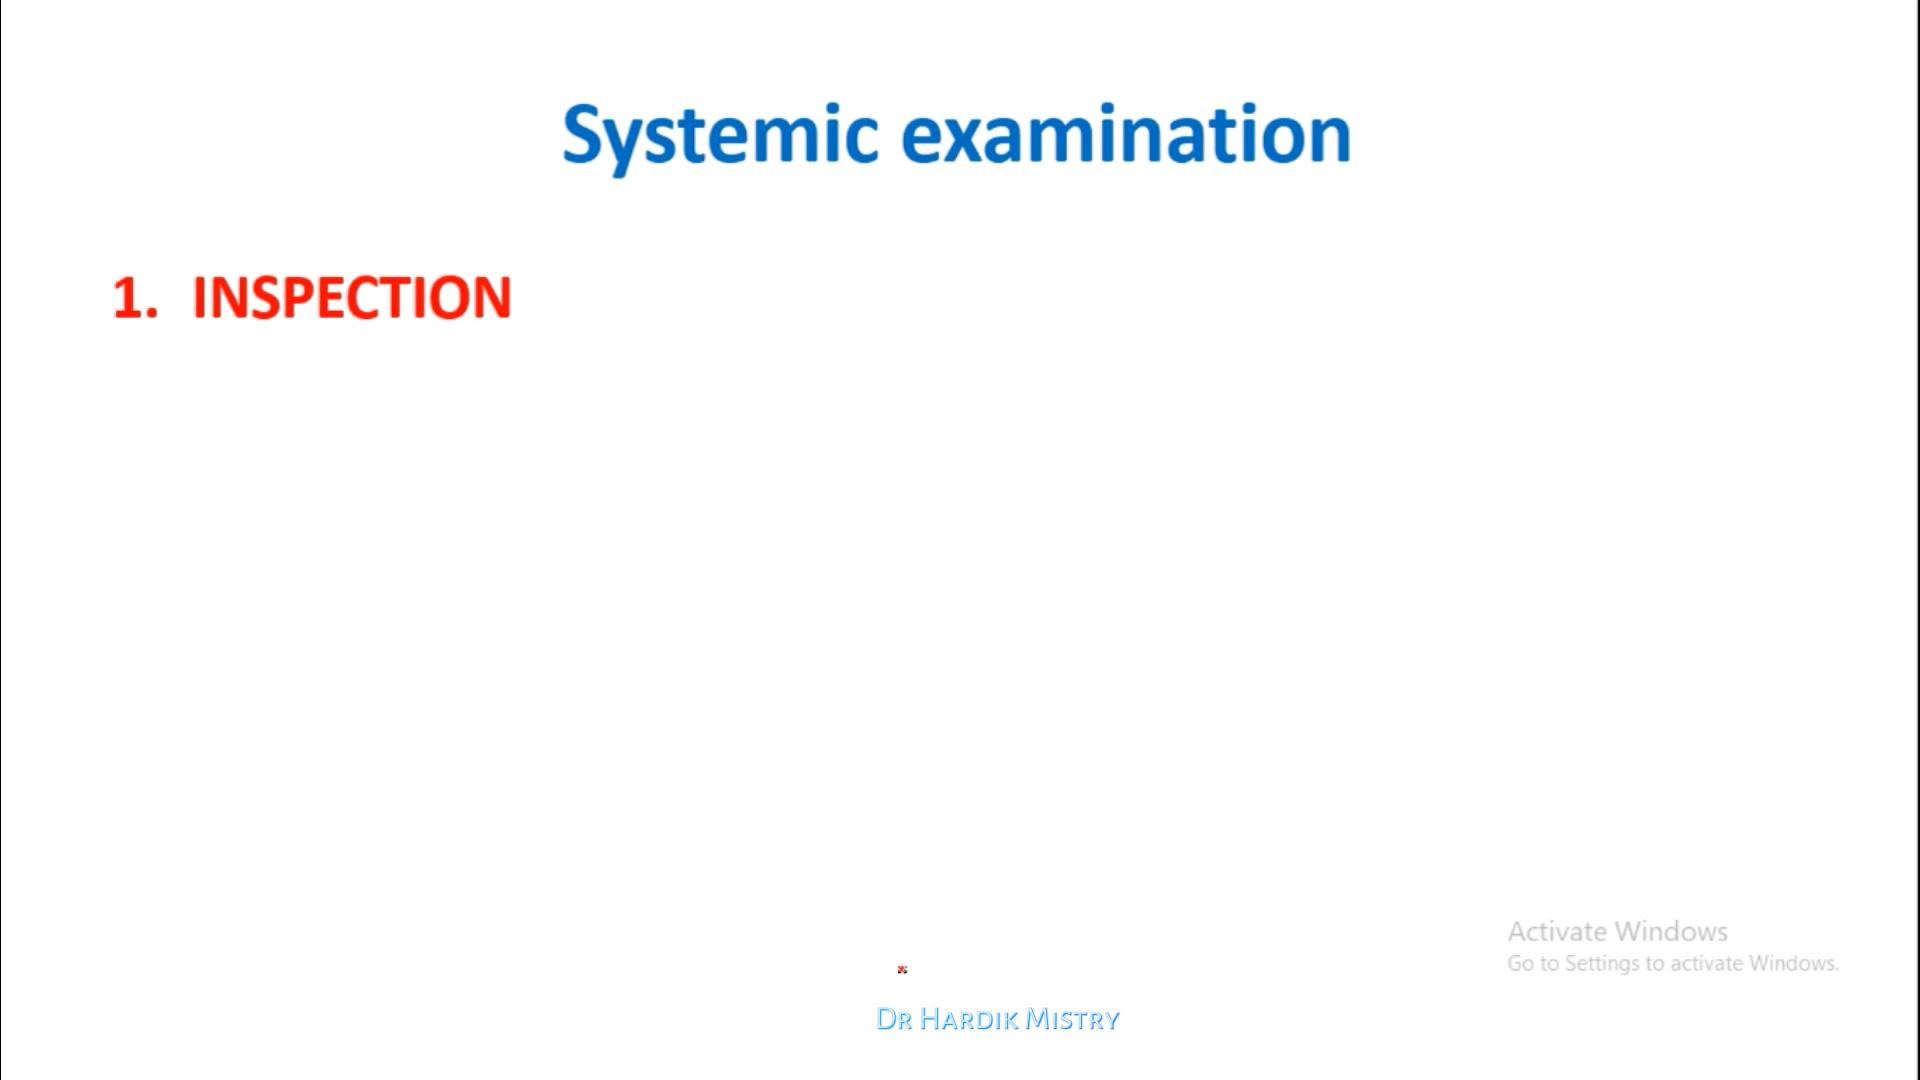 Systemic examination
1. INSPECTION
Activate Windows
Go to Settings to activate Windows.
Dr Hardik Mistry